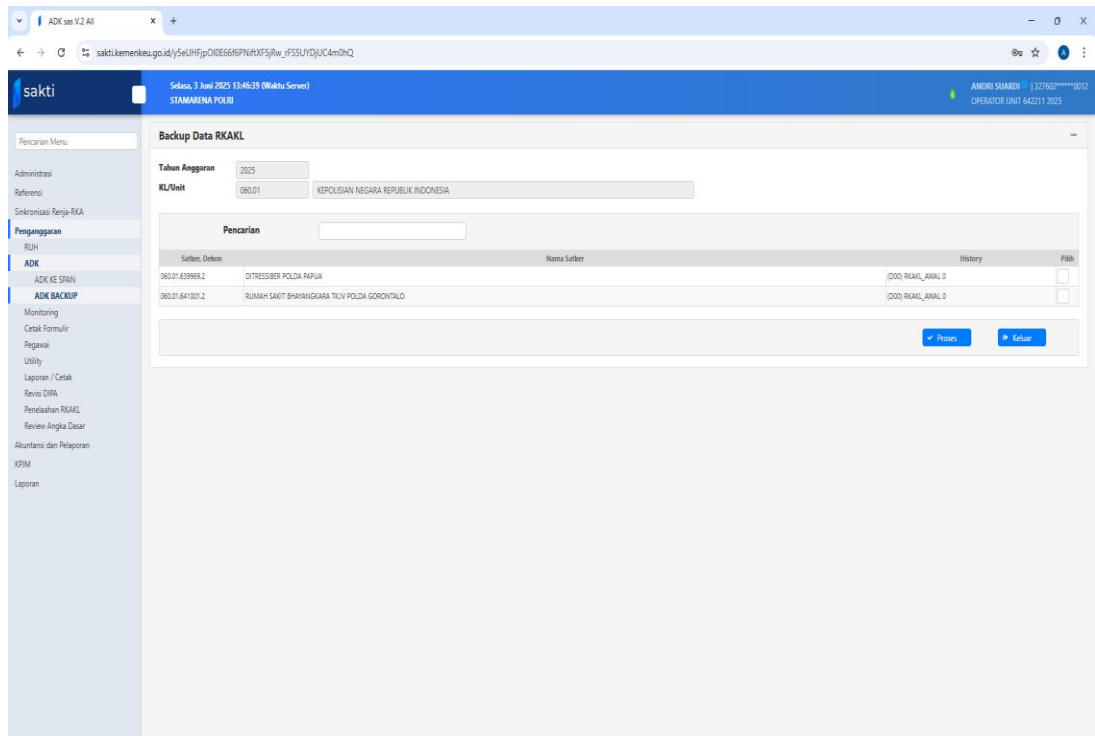 ADK sas V.2 All
sakti.kemenkeu.go.id/y5eUHFjpOI0E66f6PNiftXF5jRw_rFSSUYDjUC4m0hQ
A
sakti
Selasa, 3 Juni 2025 13:46:39 (Waktu Server)
STAMARENA POLRI
6
ANDRI SUARDI | 327602******0012
OPERATOR UNIT 642211 2025
Pencarian Menu
Administrasi
Referensi
Sinkronisasi Renja-RKA
Penganggaran
RUH
ADK
ADK KE SPAN
ADK BACKUP
Monitoring
Cetak Formulir
Pegawai
Utility
Laporan / Cetak
Revisi DIPA
Penelaahan RKAKL
Review Angka Dasar
Akuntansi dan Pelaporan
KPJM
Laporan
Backup Data RKAKL
Tahun Anggaran 2025
KL/Unit 060.01 KEPOLISIAN NEGARA REPUBLIK INDONESIA
Pencarian
Satker, Dekon Nama Satker History Pilih
060.01.639969.2 DITRESSIBER POLDA PAPUA (D00) RKAKL_AWAL 0
060.01.641001.2 RUMAH SAKIT BHAYANGKARA TK.IV POLDA GORONTALO (D00) RKAKL_AWAL 0
Proses Keluar